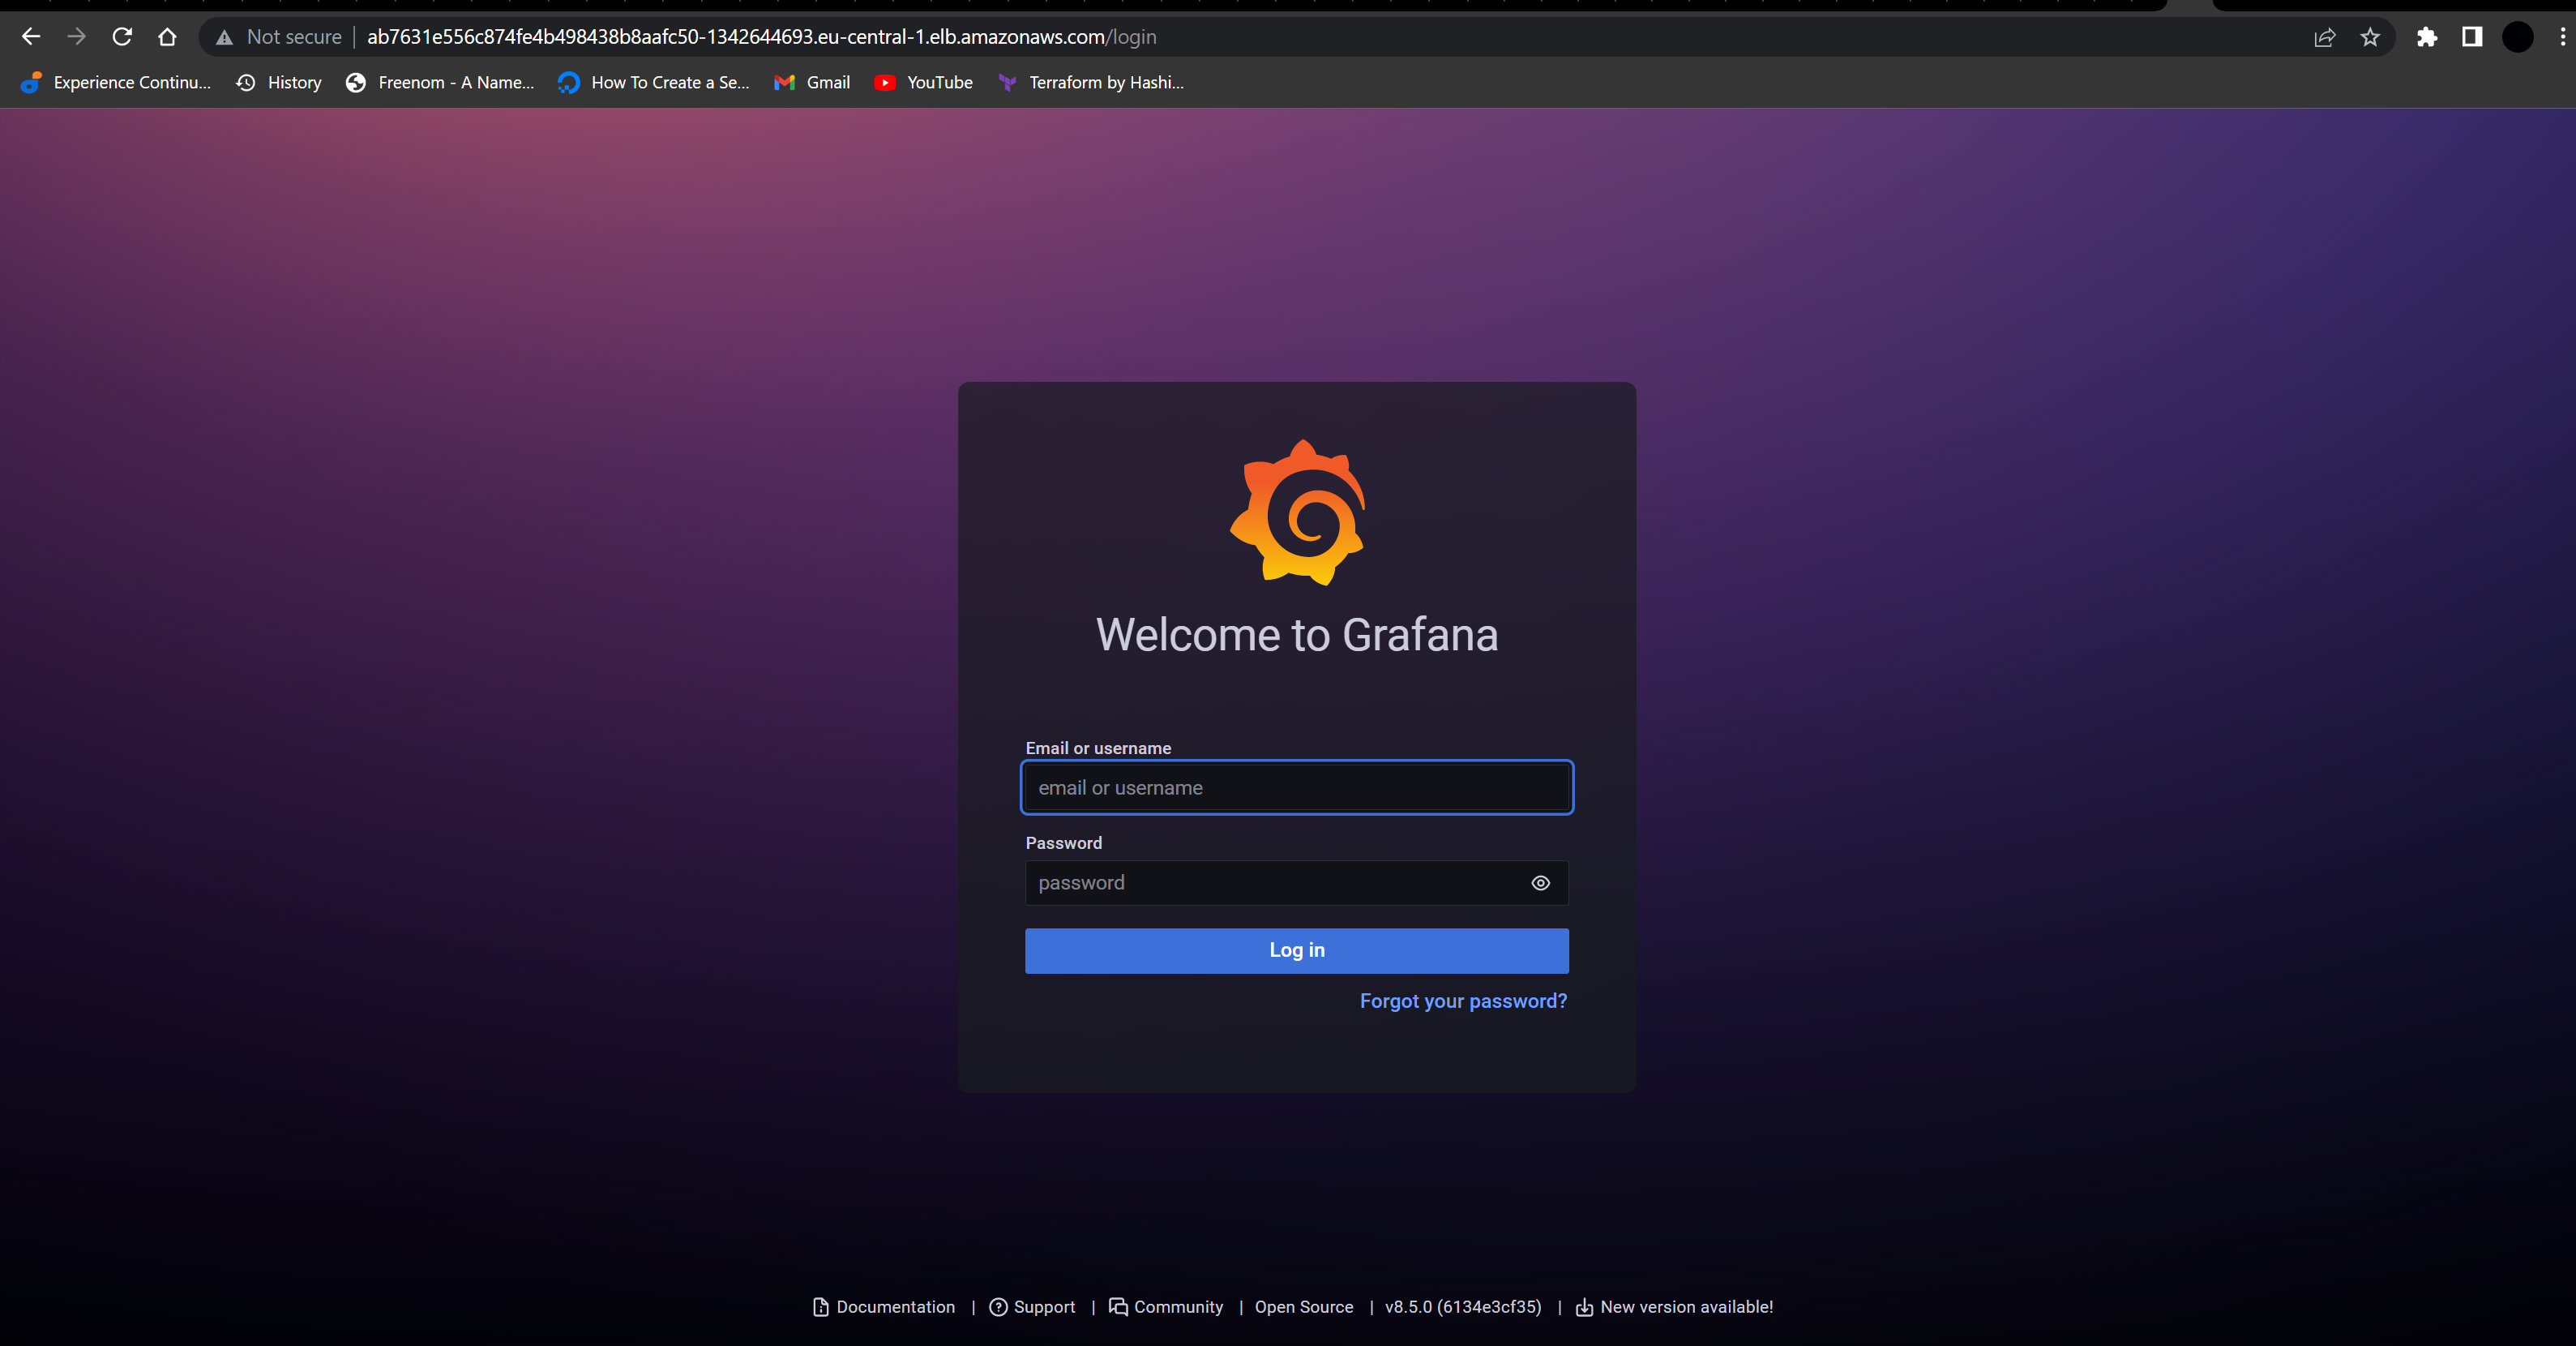 Not secure | ab7631e556c874fe4b498438b8aafc50-1342644693.eu-central-1.elb.amazonaws.com/login
Experience Continu... History Freenom - A Name... How To Create a Se... Gmail YouTube Terraform by Hashi...
Welcome to Grafana
Email or username
email or username
Password
password
Log in
Forgot your password?
Documentation | Support | Community | Open Source | v8.5.0 (6134e3cf35) | New version available!